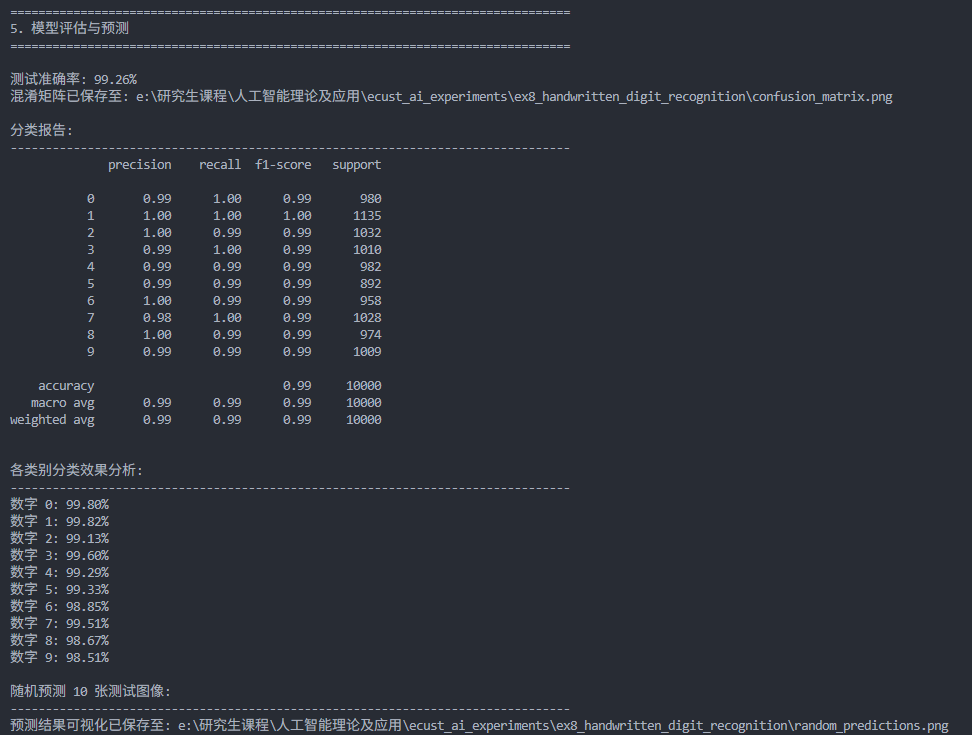 ================================================================================
5. 模型评估与预测
================================================================================
测试准确率: 99.26%
混淆矩阵已保存至: e:\研究生课程\人工智能理论及应用\ecust_ai_experiments\ex8_handwritten_digit_recognition\confusion_matrix.png
分类报告:
--------------------------------------------------------------------------------
              precision    recall  f1-score   support
           0       0.99      1.00      0.99       980
           1       1.00      1.00      1.00      1135
           2       1.00      0.99      0.99      1032
           3       0.99      1.00      0.99      1010
           4       0.99      0.99      0.99       982
           5       0.99      0.99      0.99       892
           6       1.00      0.99      0.99       958
           7       0.98      1.00      0.99      1028
           8       1.00      0.99      0.99       974
           9       0.99      0.99      0.99      1009
    accuracy                           0.99     10000
   macro avg       0.99      0.99      0.99     10000
weighted avg       0.99      0.99      0.99     10000
各类别分类效果分析:
--------------------------------------------------------------------------------
数字 0: 99.80%
数字 1: 99.82%
数字 2: 99.13%
数字 3: 99.60%
数字 4: 99.29%
数字 5: 99.33%
数字 6: 98.85%
数字 7: 99.51%
数字 8: 98.67%
数字 9: 98.51%
随机预测 10 张测试图像:
--------------------------------------------------------------------------------
预测结果可视化已保存至: e:\研究生课程\人工智能理论及应用\ecust_ai_experiments\ex8_handwritten_digit_recognition\random_predictions.png